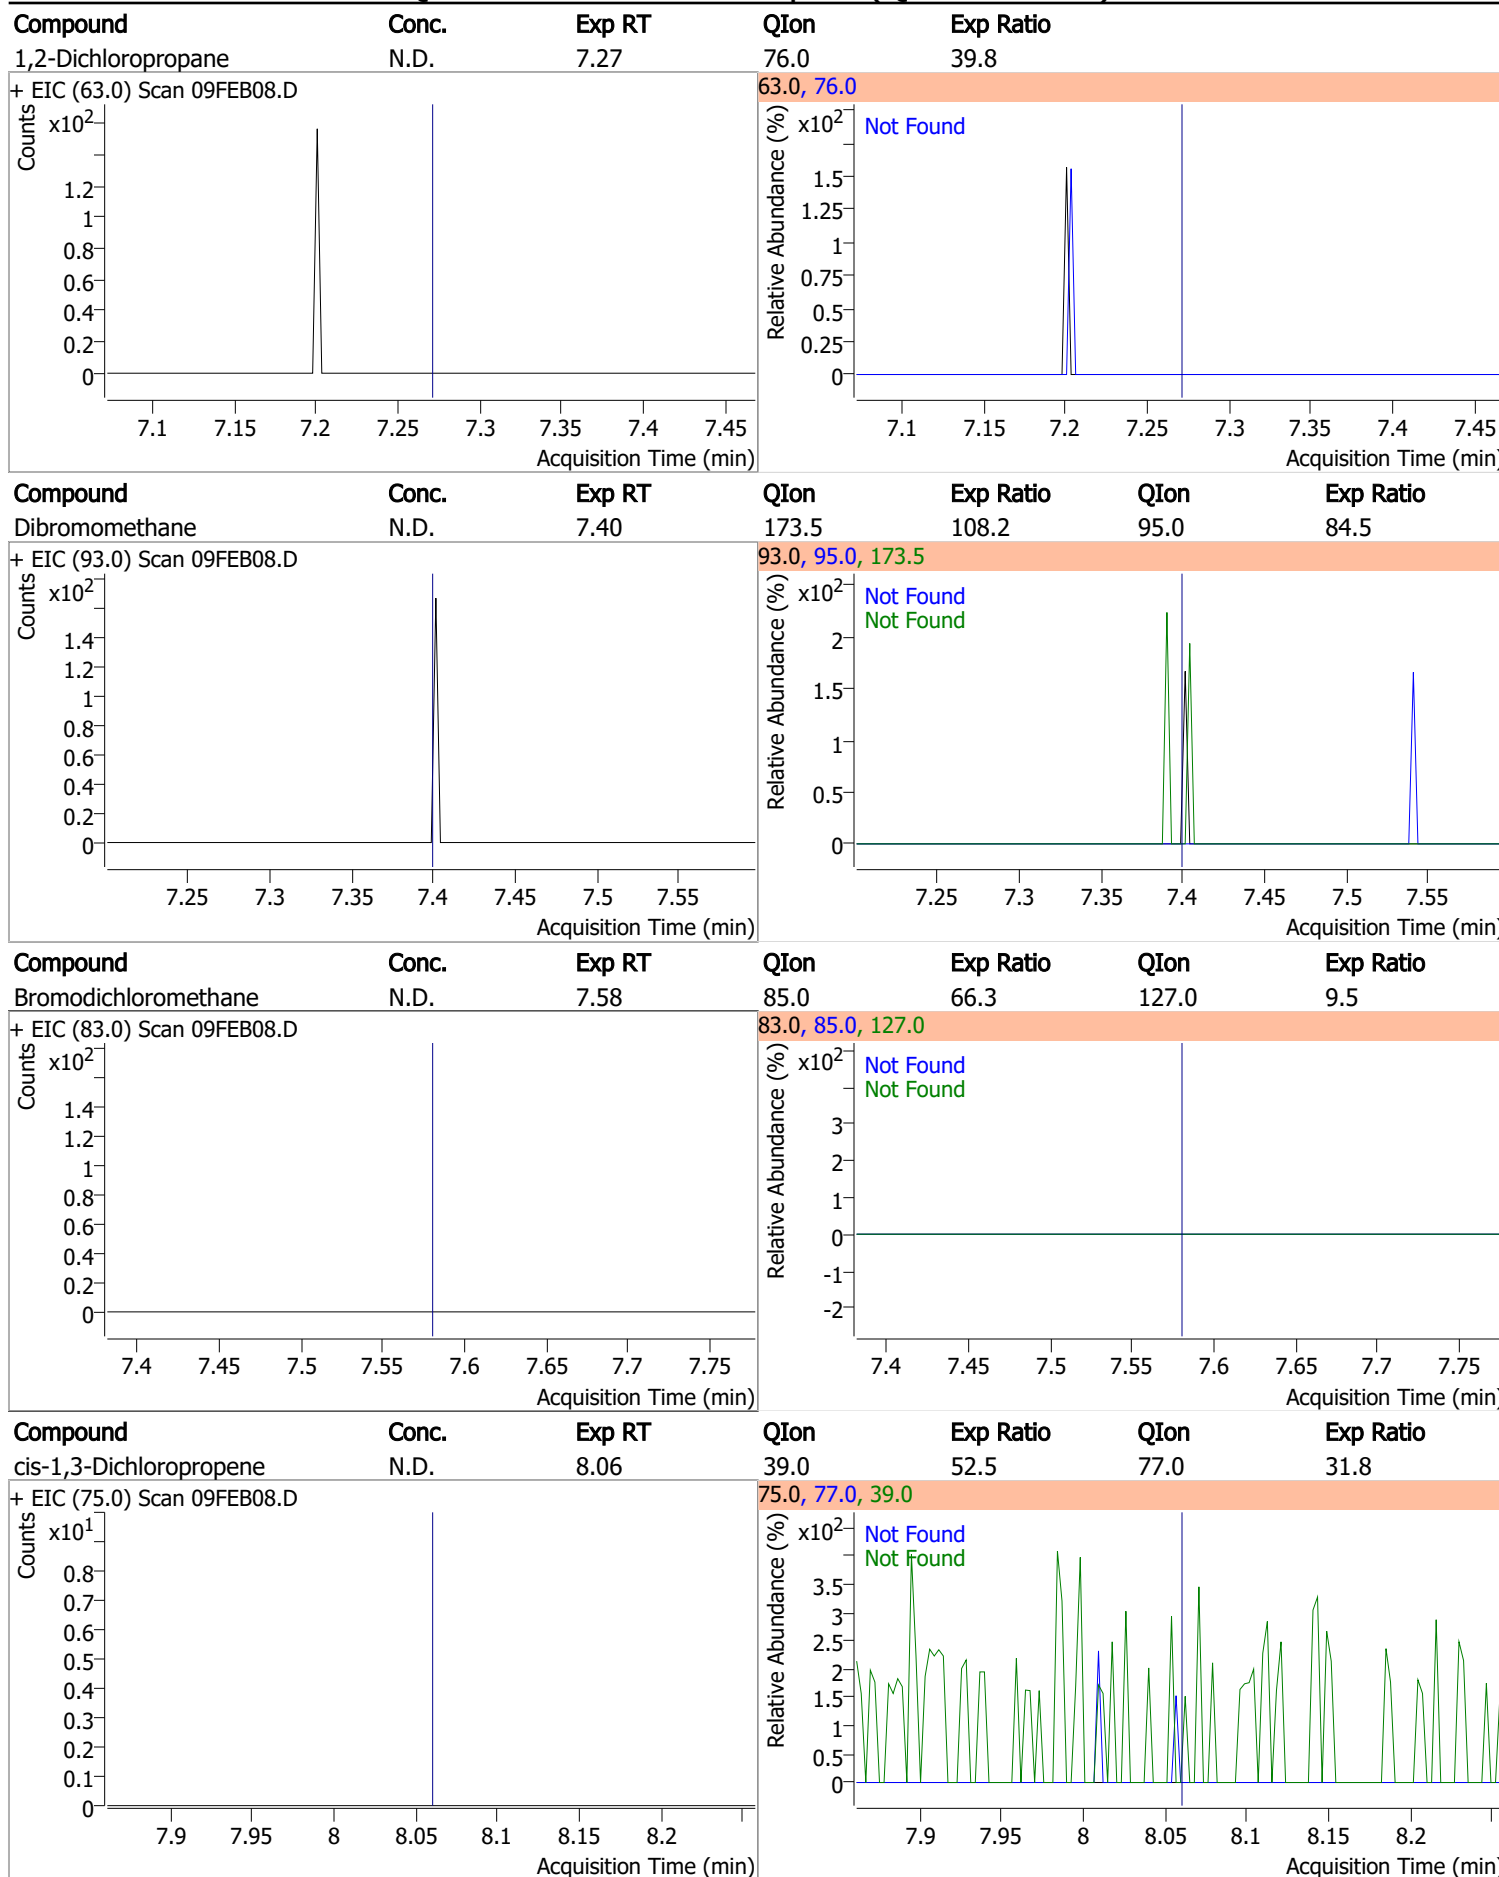 Compound Conc. Exp RT QIon Exp Ratio
1,2-Dichloropropane N.D. 7.27 76.0 39.8
+ EIC (63.0) Scan 09FEB08.D
63.0, 76.0
Counts
x10²
1.2
1
0.8
0.6
0.4
0.2
0
7.1 7.15 7.2 7.25 7.3 7.35 7.4 7.45
Acquisition Time (min)
Relative Abundance (%)
x10²
Not Found
1.5
1.25
1
0.75
0.5
0.25
0
7.1 7.15 7.2 7.25 7.3 7.35 7.4 7.45
Acquisition Time (min)
Compound Conc. Exp RT QIon Exp Ratio QIon Exp Ratio
Dibromomethane N.D. 7.40 173.5 108.2 95.0 84.5
+ EIC (93.0) Scan 09FEB08.D
93.0, 95.0, 173.5
Counts
x10²
1.4
1.2
1
0.8
0.6
0.4
0.2
0
7.25 7.3 7.35 7.4 7.45 7.5 7.55
Acquisition Time (min)
Relative Abundance (%)
x10²
Not Found
Not Found
2
1.5
1
0.5
0
7.25 7.3 7.35 7.4 7.45 7.5 7.55
Acquisition Time (min)
Compound Conc. Exp RT QIon Exp Ratio QIon Exp Ratio
Bromodichloromethane N.D. 7.58 85.0 66.3 127.0 9.5
+ EIC (83.0) Scan 09FEB08.D
83.0, 85.0, 127.0
Counts
x10²
1.4
1.2
1
0.8
0.6
0.4
0.2
0
7.4 7.45 7.5 7.55 7.6 7.65 7.7 7.75
Acquisition Time (min)
Relative Abundance (%)
x10²
Not Found
Not Found
3
2
1
0
-1
-2
7.4 7.45 7.5 7.55 7.6 7.65 7.7 7.75
Acquisition Time (min)
Compound Conc. Exp RT QIon Exp Ratio QIon Exp Ratio
cis-1,3-Dichloropropene N.D. 8.06 39.0 52.5 77.0 31.8
+ EIC (75.0) Scan 09FEB08.D
75.0, 77.0, 39.0
Counts
x10¹
0.8
0.7
0.6
0.5
0.4
0.3
0.2
0.1
0
7.9 7.95 8 8.05 8.1 8.15 8.2
Acquisition Time (min)
Relative Abundance (%)
x10²
Not Found
Not Found
3.5
3
2.5
2
1.5
1
0.5
0
7.9 7.95 8 8.05 8.1 8.15 8.2
Acquisition Time (min)